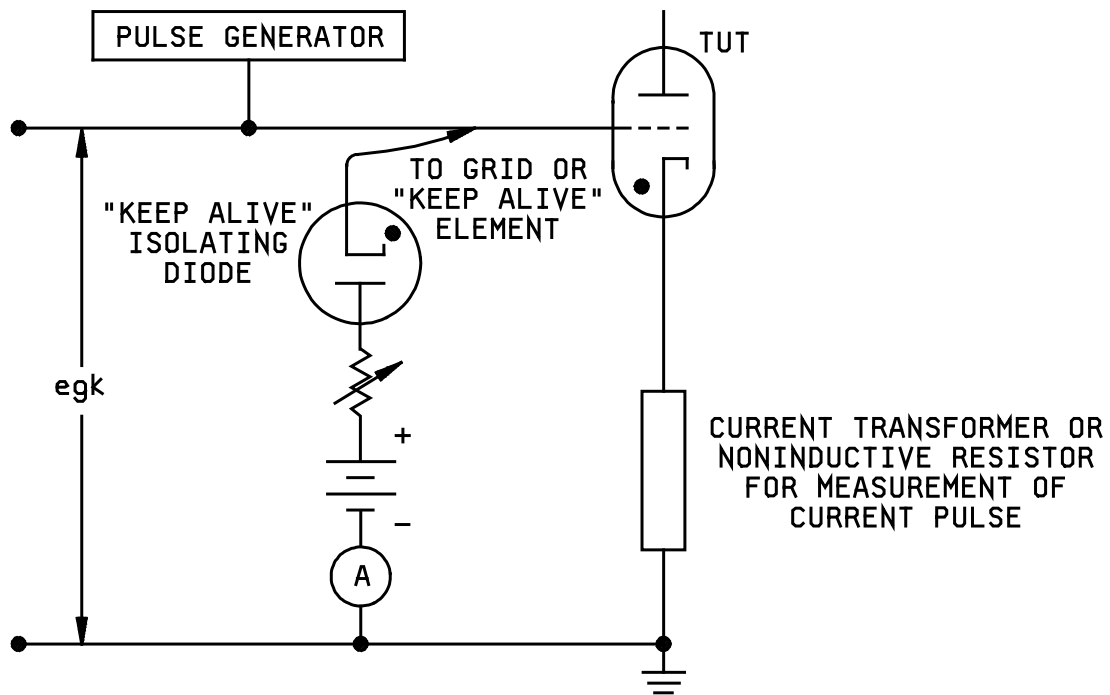 PULSE GENERATOR
TUT
TO GRID OR
"KEEP ALIVE"
ELEMENT
"KEEP ALIVE"
ISOLATING
DIODE
egk
+
−
A
CURRENT TRANSFORMER OR
NONINDUCTIVE RESISTOR
FOR MEASUREMENT OF
CURRENT PULSE